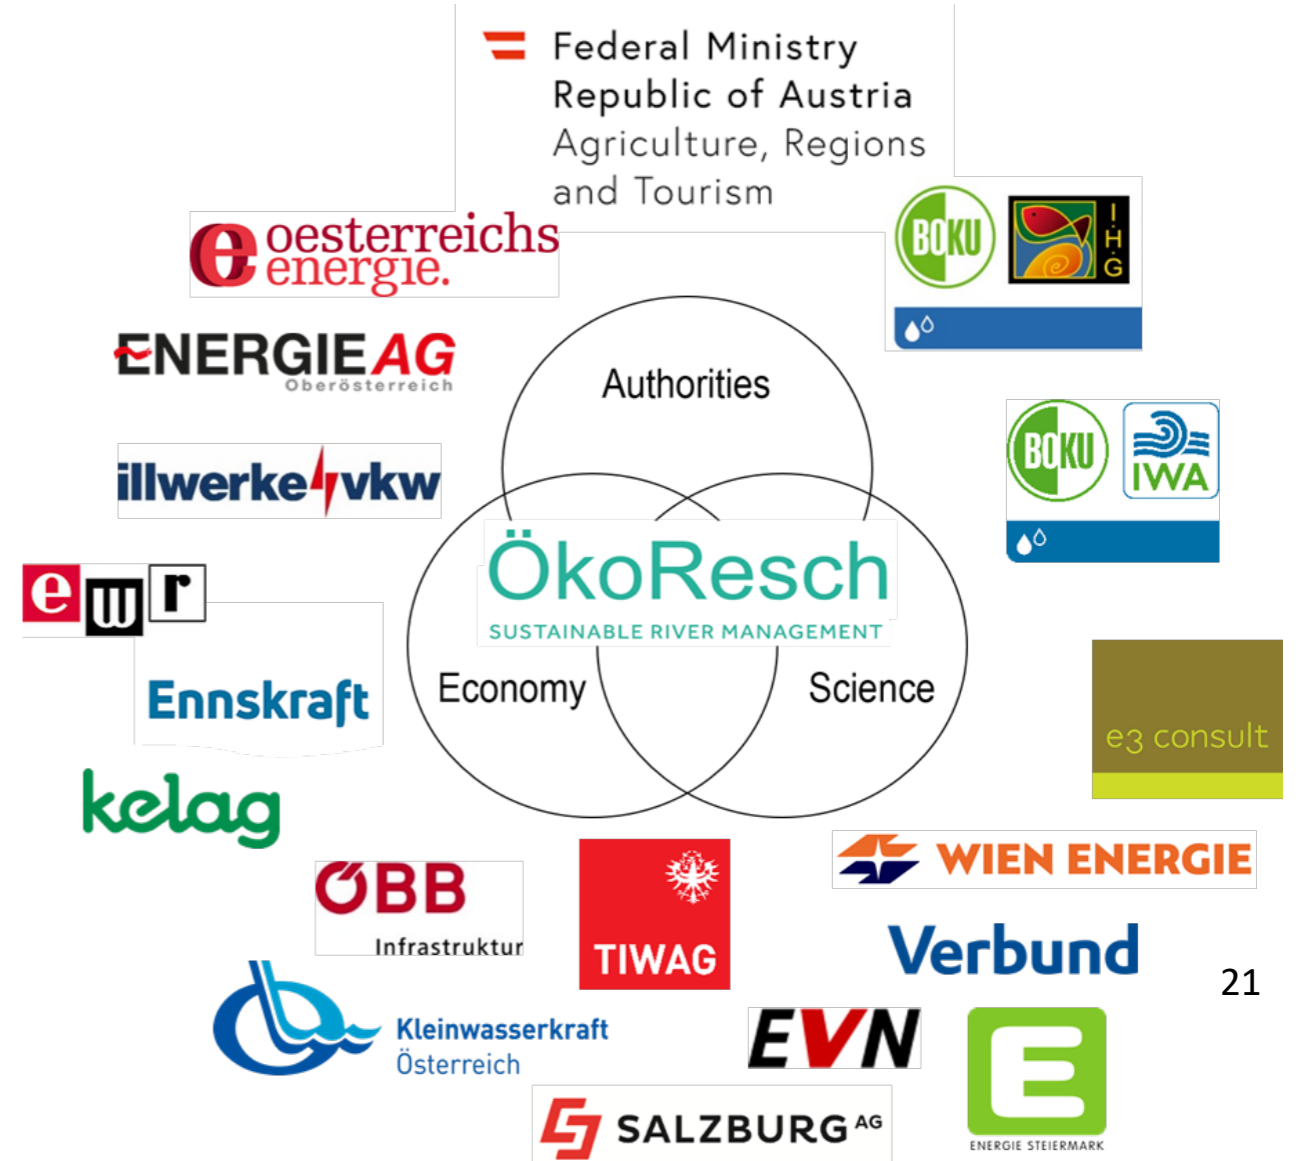 Federal Ministry
Republic of Austria
Agriculture, Regions
and Tourism
oesterreichs
energie.
BOKU
I.H.G
ENERGIE AG
Oberösterreich
Authorities
illwerke vkw
BOKU
IWA
ÖkoResch
SUSTAINABLE RIVER MANAGEMENT
ewr
Ennskraft
Economy
Science
e3 consult
kelag
ÖBB
Infrastruktur
TIWAG
WIEN ENERGIE
Verbund
21
Kleinwasserkraft
Österreich
EVN
E
ENERGIE STEIERMARK
SALZBURG AG